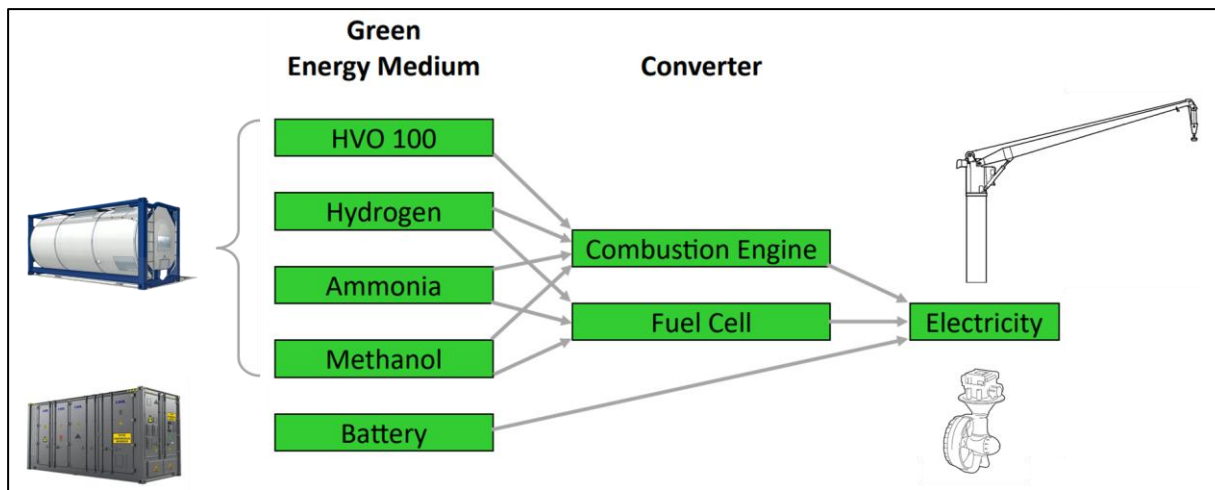 Green
Energy Medium
Converter
HVO 100
Hydrogen
Combustion Engine
Ammonia
Fuel Cell
Electricity
Methanol
Battery